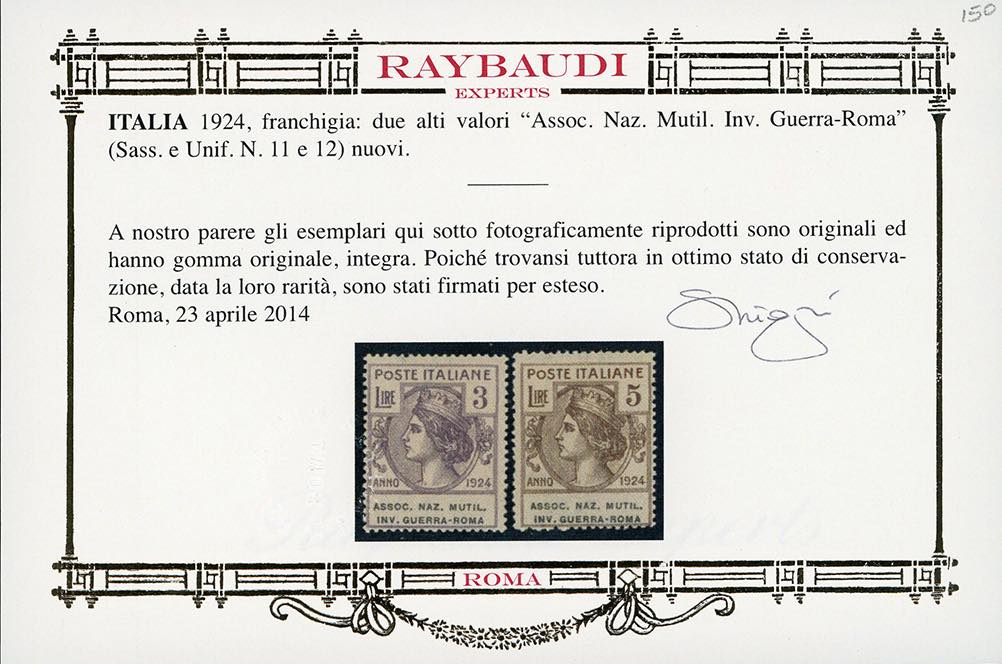 150
RAYBAUDI
EXPERTS
ITALIA 1924, franchigia: due alti valori “Assoc. Naz. Mutil. Inv. Guerra-Roma”
(Sass. e Unif. N. 11 e 12) nuovi.
A nostro parere gli esemplari qui sotto fotograficamente riprodotti sono originali ed
hanno gomma originale, integra. Poiché trovansi tuttora in ottimo stato di conserva-
zione, data la loro rarità, sono stati firmati per esteso.
Roma, 23 aprile 2014
POSTE ITALIANE
LIRE 3
ANNO 1924
ASSOC. NAZ. MUTIL.
INV. GUERRA-ROMA
POSTE ITALIANE
LIRE 5
ANNO 1924
ASSOC. NAZ. MUTIL.
INV. GUERRA-ROMA
ROMA